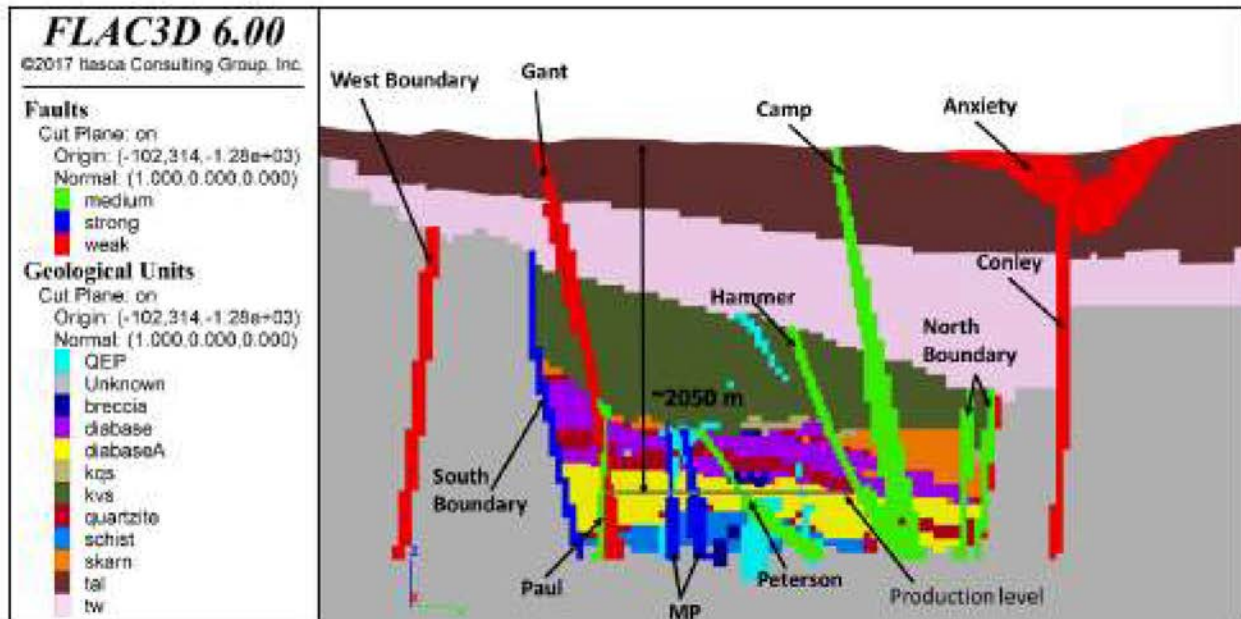 FLAC3D 6.00
©2017 Itasca Consulting Group, Inc.
Faults
Cut Plane: on
Origin: (-102,314,-1.28e+03)
Normal: (1.000,0.000,0.000)
medium
strong
weak
Geological Units
Cut Plane: on
Origin: (-102,314,-1.28e+03)
Normal: (1.000,0.000,0.000)
QEP
Unknown
breccia
diabase
diabaseA
kqs
kvs
quartzite
schist
skarn
tal
tw
West Boundary
Gant
Camp
Anxiety
Hammer
Conley
North
Boundary
~2050 m
South
Boundary
Paul
MP
Peterson
Production level